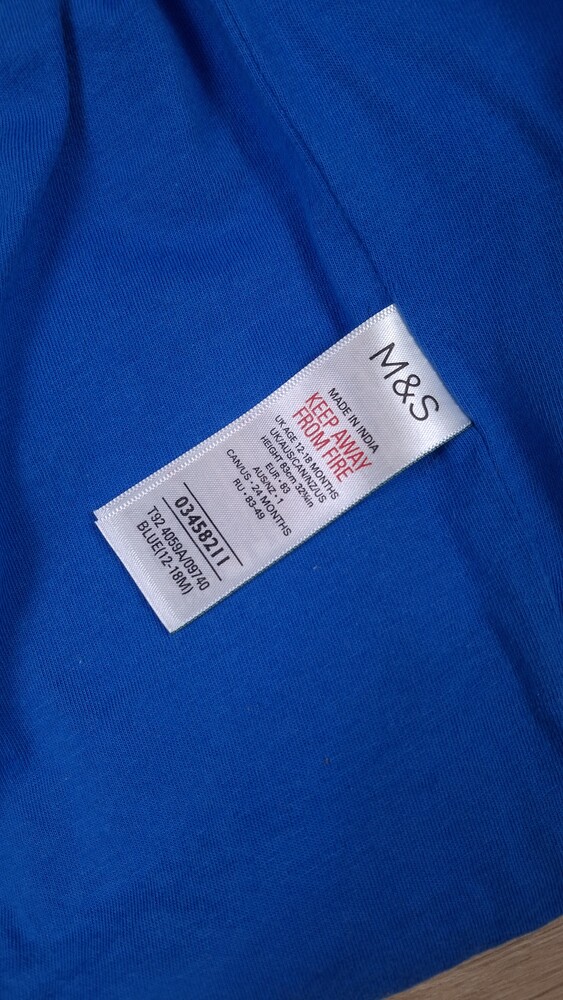 M&S
MADE IN INDIA
KEEP AWAY
FROM FIRE
UK AGE 12-18 MONTHS
UK/AUS/CAN/NZ/US
HEIGHT 83cm 32¾in
EUR • 83
AUS/NZ • 1
CAN/US • 24 MONTHS
RU • 83-49
03458211
T92 4059A/09740
BLUE(12-18M)